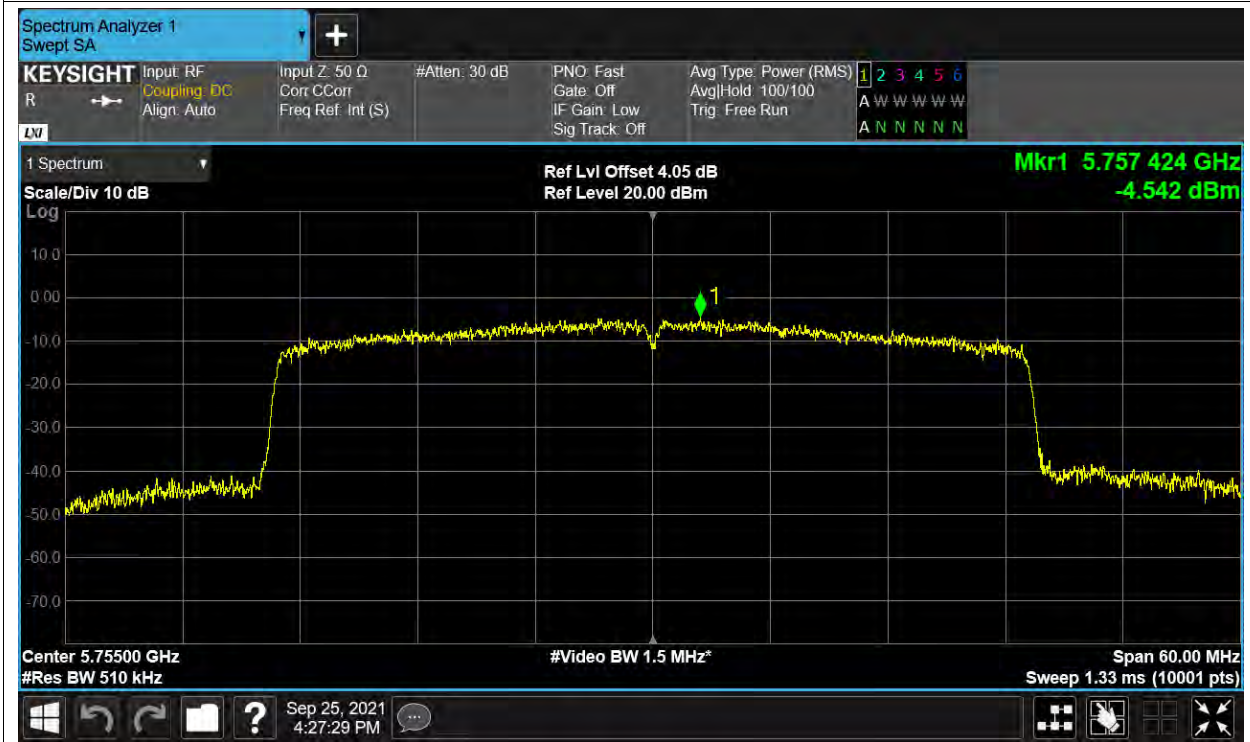 Spectrum Analyzer 1
Swept SA
+
KEYSIGHT Input: RF Input Z: 50 Ω #Atten: 30 dB PNO: Fast Avg Type: Power (RMS) 1 2 3 4 5 6
R Coupling: DC Corr CCorr Gate: Off Avg|Hold: 100/100 A W W W W W
Align: Auto Freq Ref: Int (S) IF Gain: Low Trig: Free Run
LXI Sig Track: Off A N N N N N
1 Spectrum Ref Lvl Offset 4.05 dB Mkr1 5.757 424 GHz
Scale/Div 10 dB Ref Level 20.00 dBm -4.542 dBm
Log
10.0
0.00
1
-10.0
-20.0
-30.0
-40.0
-50.0
-60.0
-70.0
Center 5.75500 GHz #Video BW 1.5 MHz* Span 60.00 MHz
#Res BW 510 kHz Sweep 1.33 ms (10001 pts)
? Sep 25, 2021
4:27:29 PM